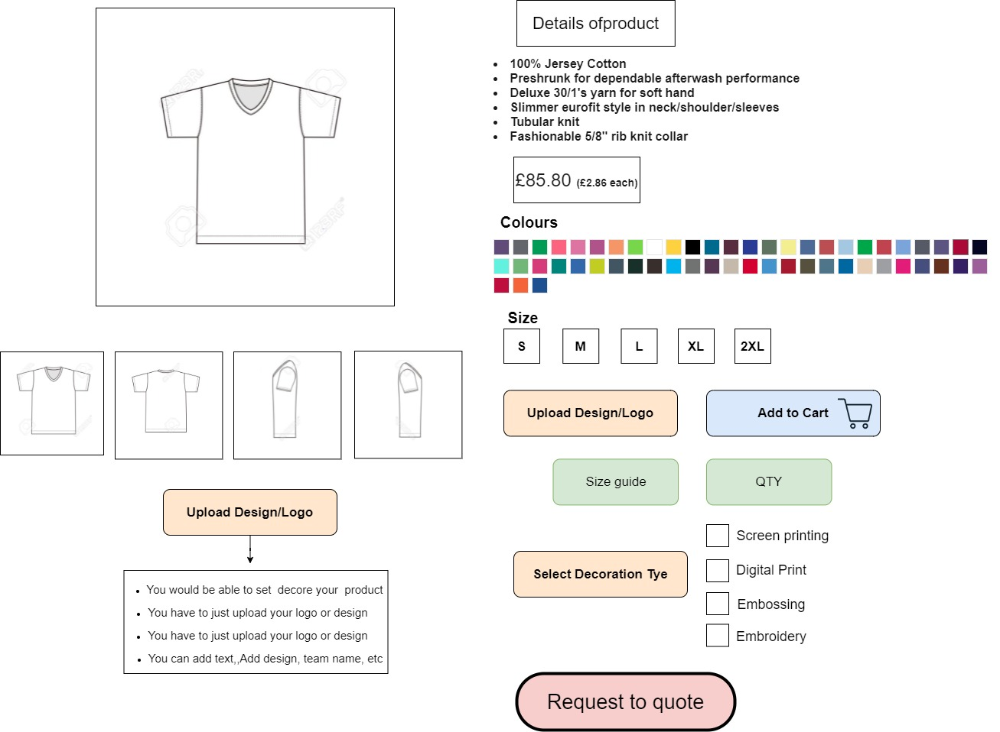 Details ofproduct
100% Jersey Cotton
Preshrunk for dependable afterwash performance
Deluxe 30/1's yarn for soft hand
Slimmer eurofit style in neck/shoulder/sleeves
Tubular knit
Fashionable 5/8" rib knit collar
£85.80 (£2.86 each)
Colours
Size
S M L XL 2XL
Upload Design/Logo
Add to Cart
Size guide
QTY
Select Decoration Tye
Screen printing
Digital Print
Embossing
Embroidery
Request to quote
123RF
123RF®
Upload Design/Logo
You would be able to set decore your product
You have to just upload your logo or design
You have to just upload your logo or design
You can add text,,Add design, team name, etc